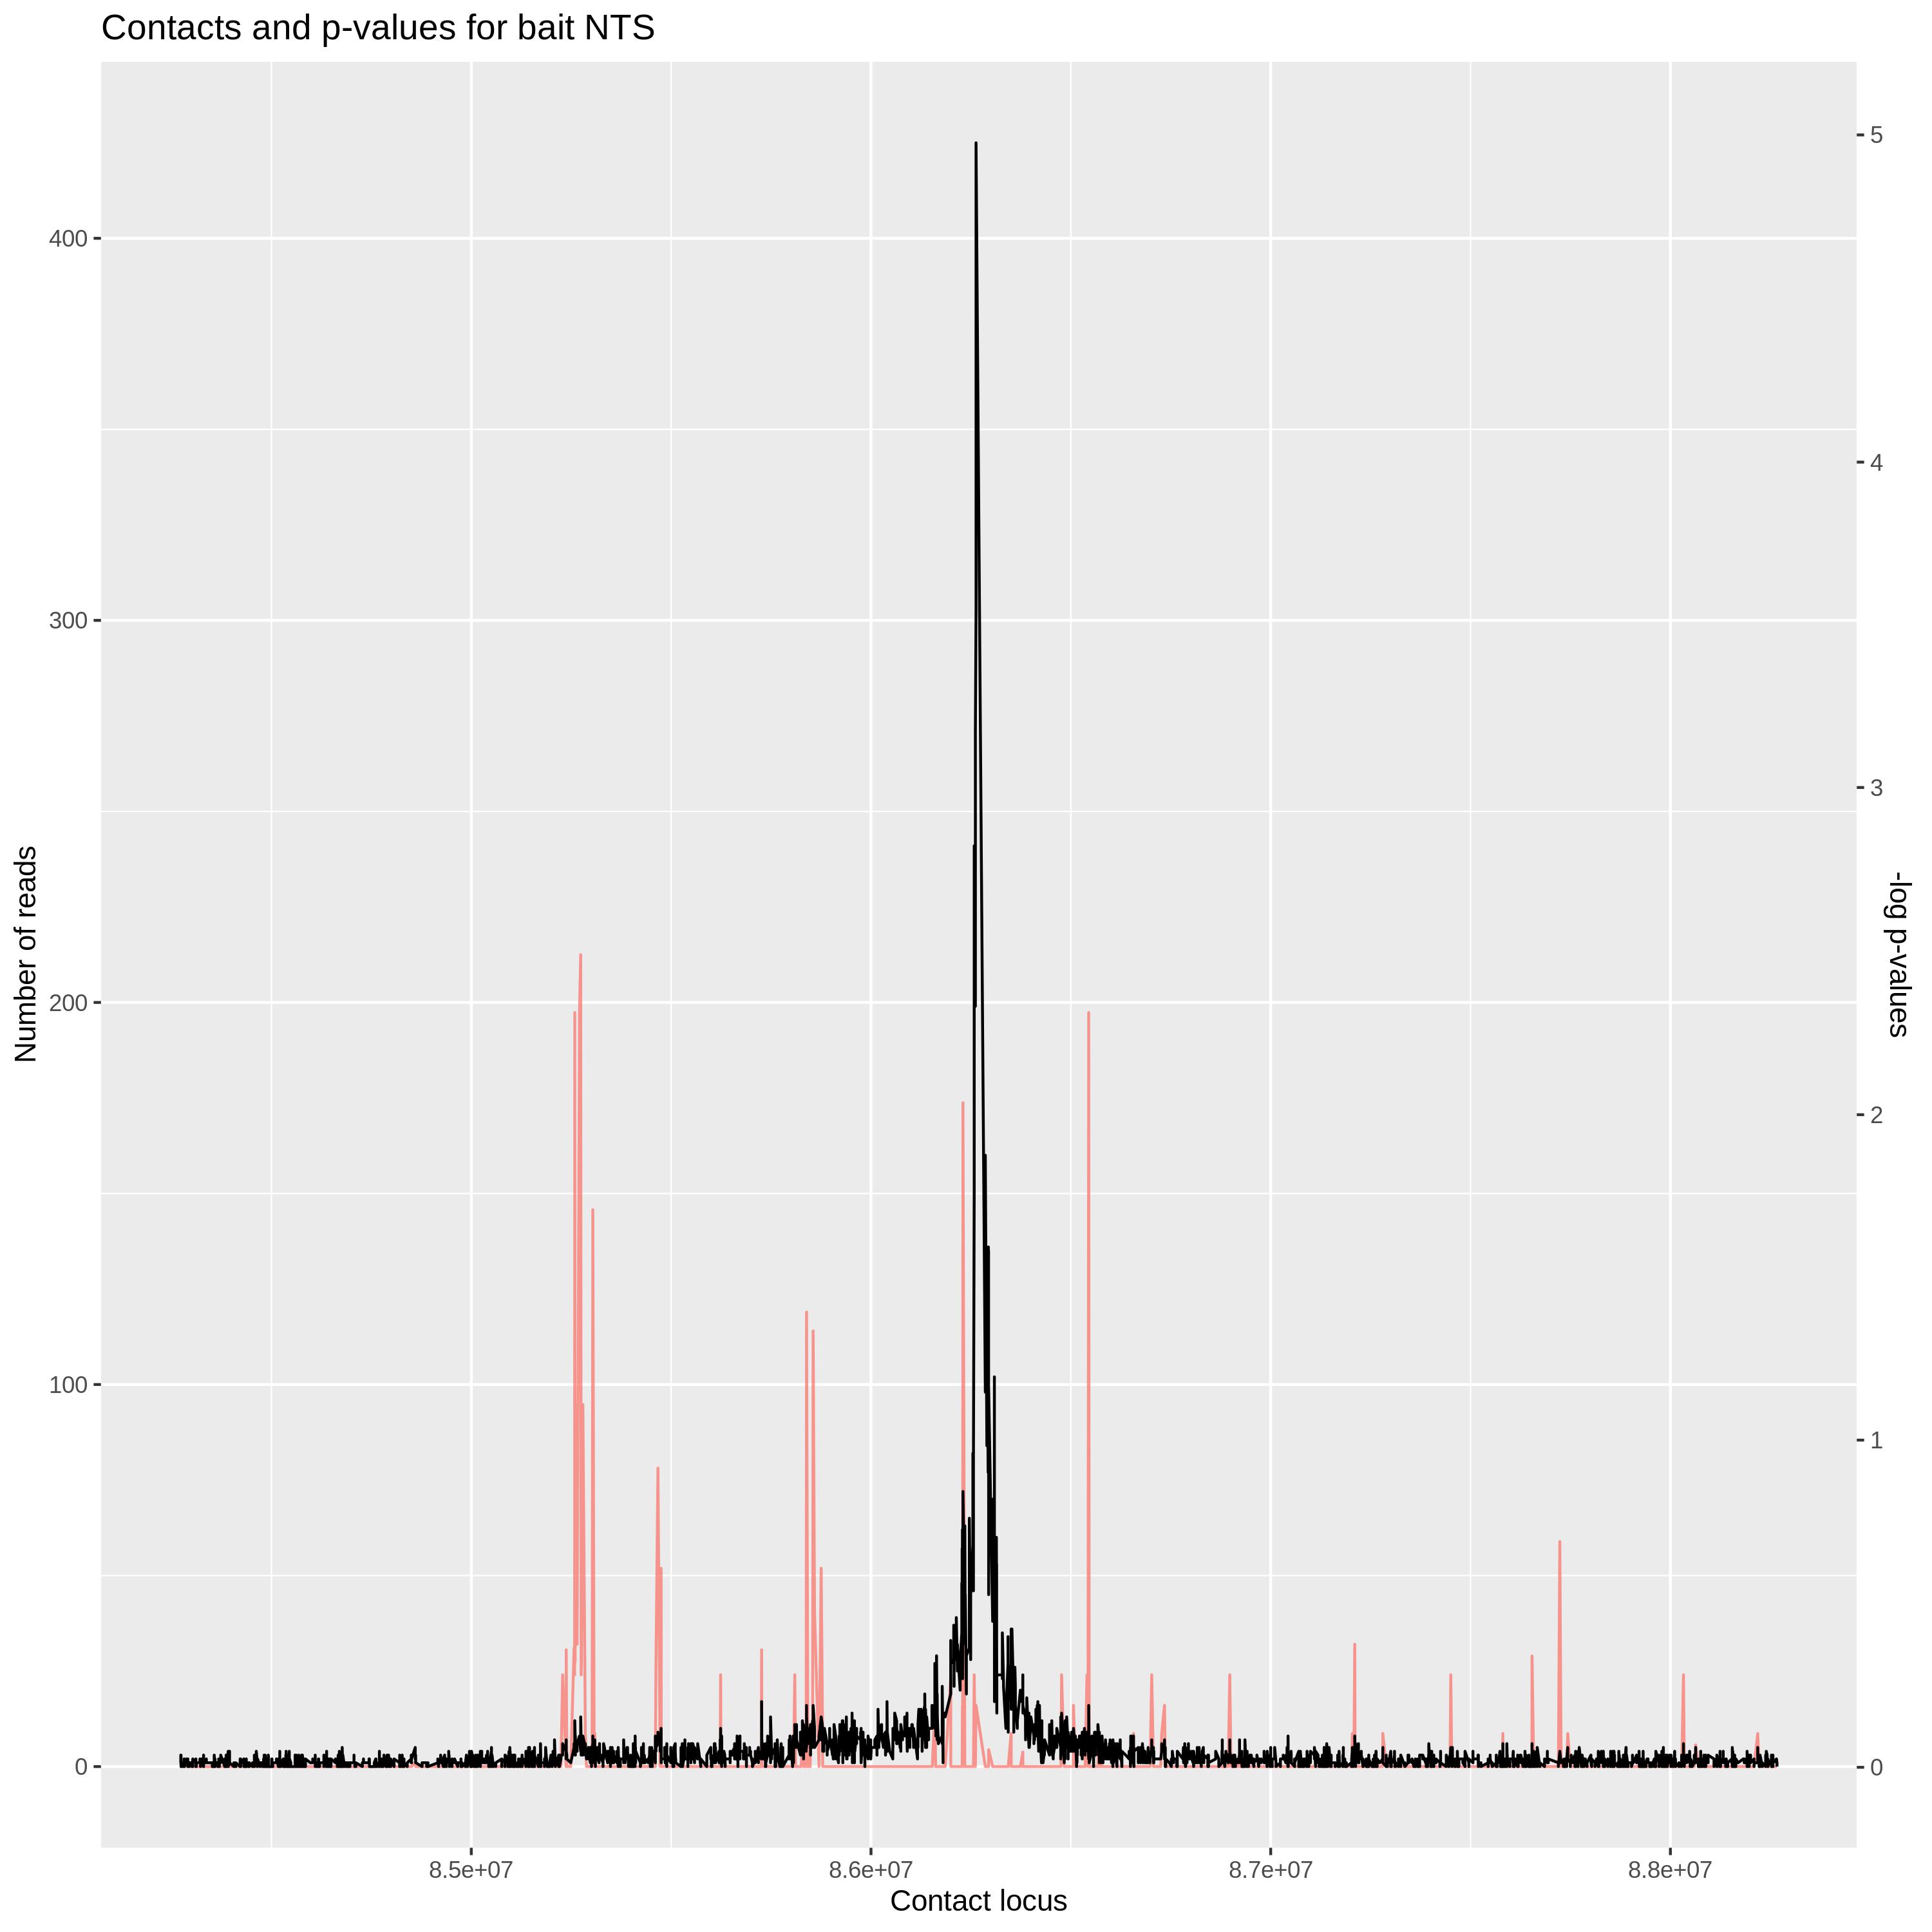 Contacts and p-values for bait NTS
400
300
200
100
0
Number of reads
5
4
3
2
1
0
-log p-values
8.5e+07
8.6e+07
8.7e+07
8.8e+07
Contact locus